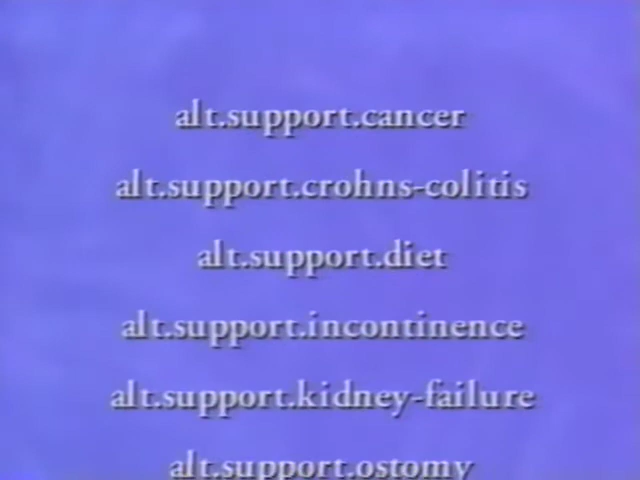 alt.support.cancer
alt.support.crohns-colitis
alt.support.diet
alt.support.incontinence
alt.support.kidney-failure
alt.support.ostomy